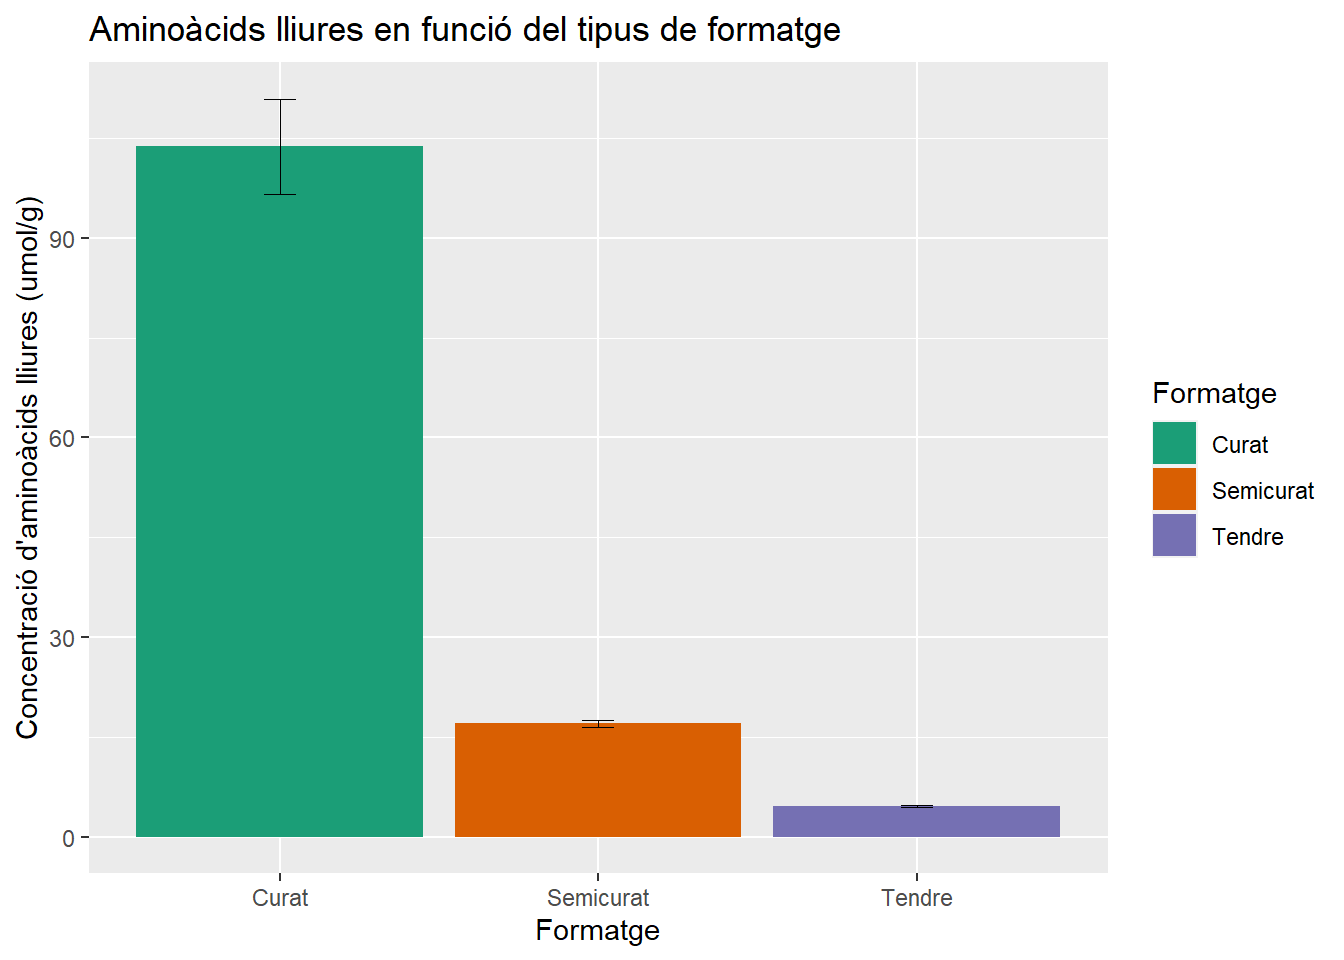 Aminoàcids lliures en funció del tipus de formatge
Concentració d'aminoàcids lliures (umol/g)
90
60
30
0
Curat
Semicurat
Tendre
Formatge
Formatge
Curat
Semicurat
Tendre